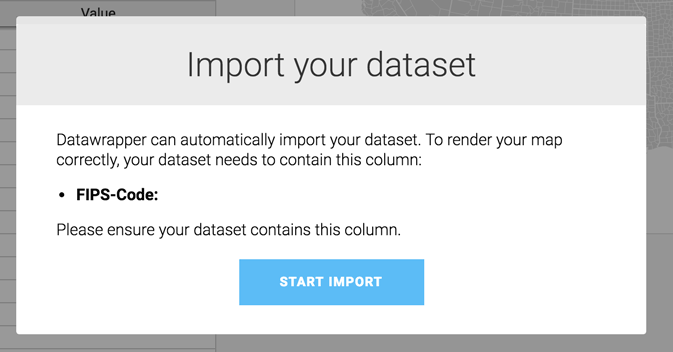 Value
Import your dataset
Datawrapper can automatically import your dataset. To render your map
correctly, your dataset needs to contain this column:
• FIPS-Code:
Please ensure your dataset contains this column.
START IMPORT